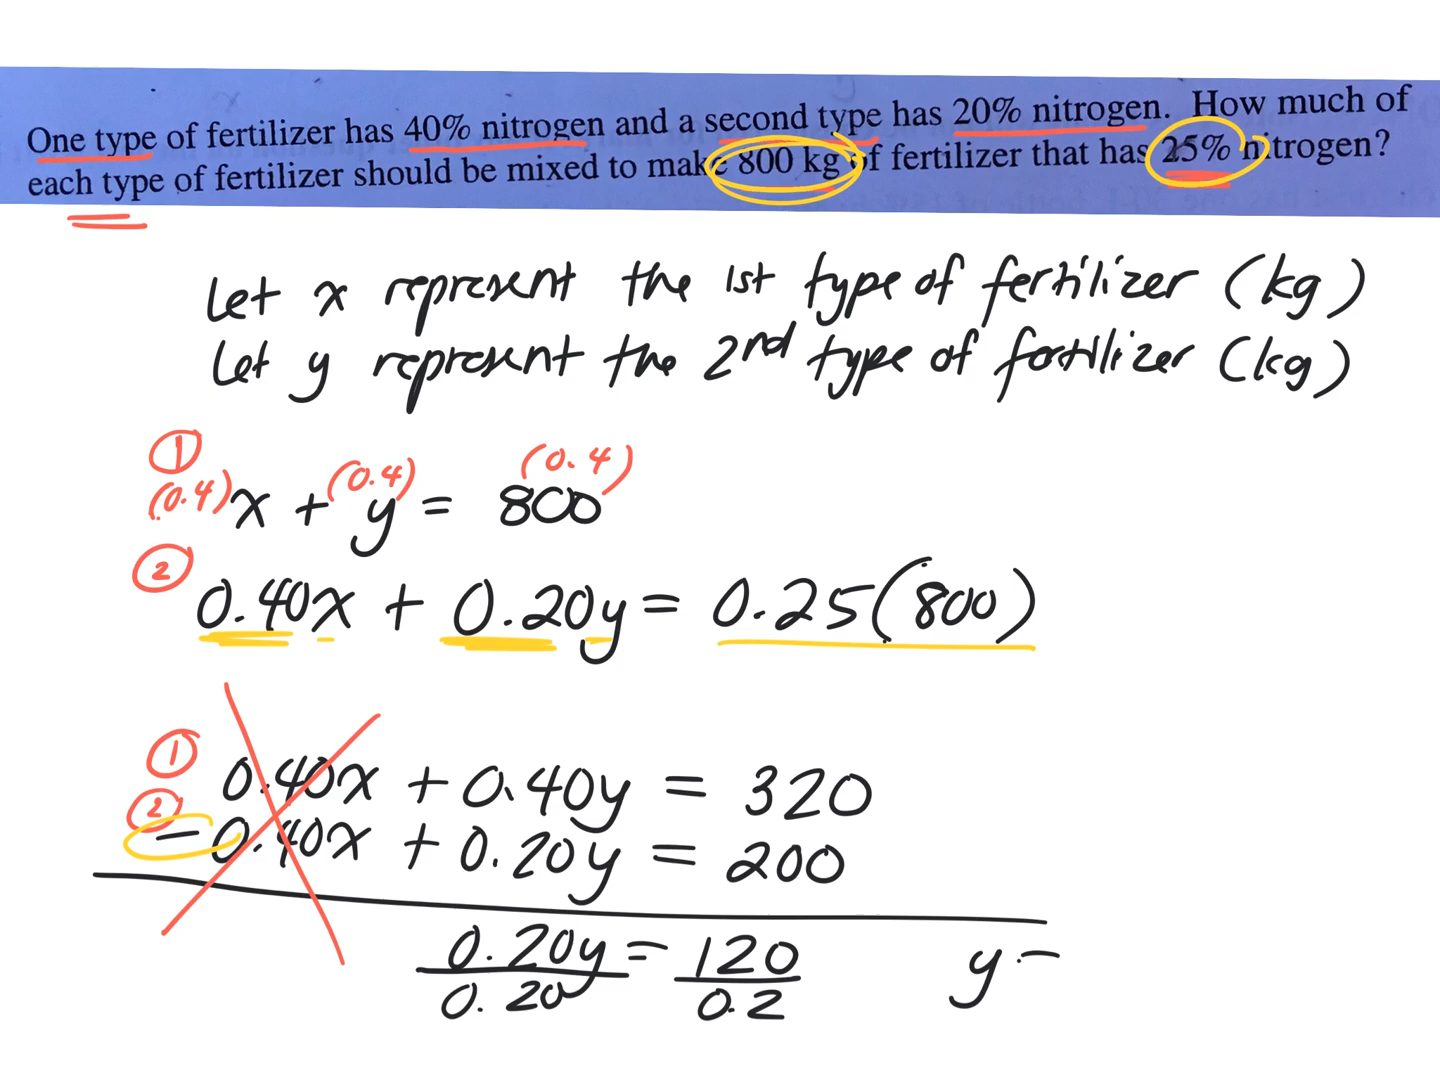 One type of fertilizer has 40% nitrogen and a second type has 20% nitrogen. How much of
each type of fertilizer should be mixed to make 800 kg of fertilizer that has 25% nitrogen?
Let x represent the 1st type of fertilizer (kg)
Let y represent the 2nd type of fertilizer (kg)
①
(0.4)x + (0.4)y = 800(0.4)
②
0.40x + 0.20y = 0.25(800)
① 0.40x + 0.40y = 320
② - 0.40x + 0.20y = 200
0.20y = 120
0.20 0.2
y =